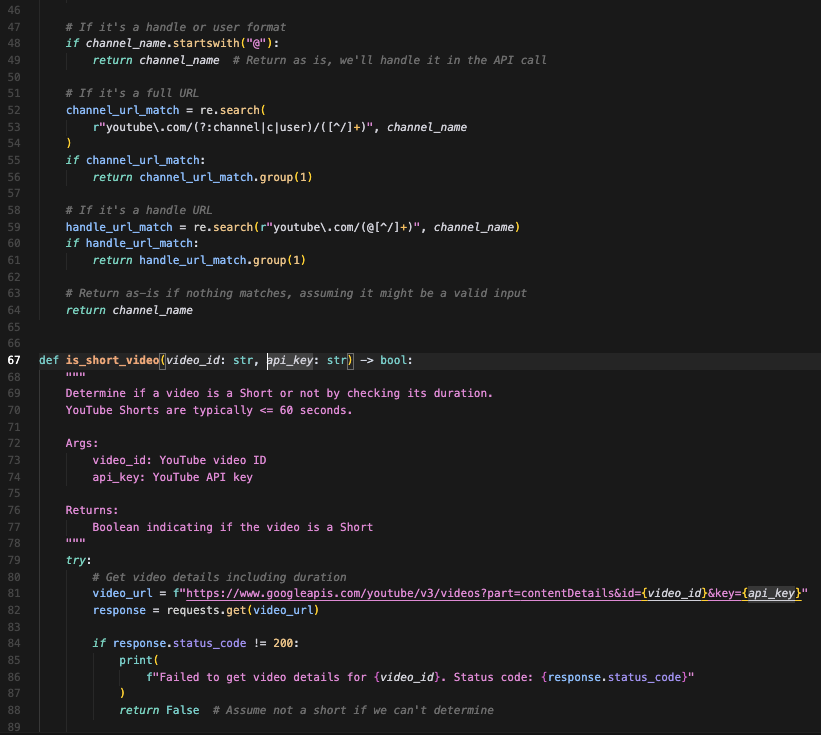 46
47 # If it's a handle or user format
48 if channel_name.startswith("@"):
49 return channel_name # Return as is, we'll handle it in the API call
50
51 # If it's a full URL
52 channel_url_match = re.search(
53 r"youtube\.com/(?:channel|c|user)/([^/]+)", channel_name
54 )
55 if channel_url_match:
56 return channel_url_match.group(1)
57
58 # If it's a handle URL
59 handle_url_match = re.search(r"youtube\.com/(@[^/]+)", channel_name)
60 if handle_url_match:
61 return handle_url_match.group(1)
62
63 # Return as-is if nothing matches, assuming it might be a valid input
64 return channel_name
65
66
67 def is_short_video(video_id: str, api_key: str) -> bool:
68 """
69 Determine if a video is a Short or not by checking its duration.
70 YouTube Shorts are typically <= 60 seconds.
71
72 Args:
73 video_id: YouTube video ID
74 api_key: YouTube API key
75
76 Returns:
77 Boolean indicating if the video is a Short
78 """
79 try:
80 # Get video details including duration
81 video_url = f"https://www.googleapis.com/youtube/v3/videos?part=contentDetails&id={video_id}&key={api_key}"
82 response = requests.get(video_url)
83
84 if response.status_code != 200:
85 print(
86 f"Failed to get video details for {video_id}. Status code: {response.status_code}"
87 )
88 return False # Assume not a short if we can't determine
89